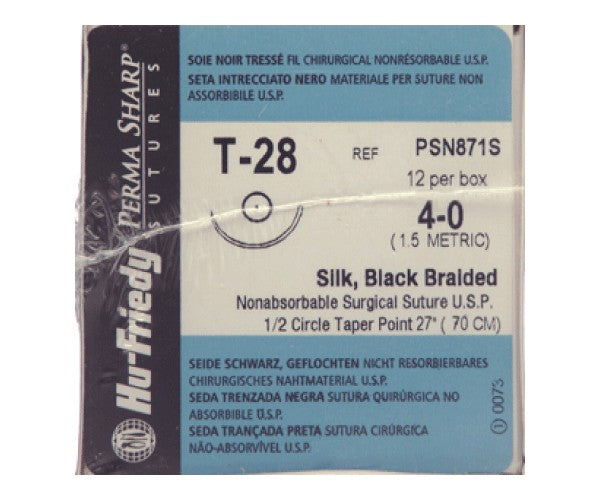 Hu-Friedy PERMA SHARP®
SUTURES
SOIE NOIR TRESSÉ FIL CHIRURGICAL NONRÉSORBABLE U.S.P.
SETA INTRECCIATO NERO MATERIALE PER SUTURE NON
ASSORBIBILE U.S.P.
T-28
REF PSN871S
12 per box
4-0
(1.5 METRIC)
Silk, Black Braided
Nonabsorbable Surgical Suture U.S.P.
1/2 Circle Taper Point 27" ( 70 CM)
SEIDE SCHWARZ, GEFLOCHTEN NICHT RESORBIERBARES
CHIRURGISCHES NAHTMATERIAL U.S.P.
SEDA TRENZADA NEGRA SUTURA QUIRÚRGICA NO
ABSORBIBLE U.S.P.
SEDA TRANÇADA PRETA SUTURA CIRÚRGICA
NÃO-ABSORVÍVEL U.S.P.
0073